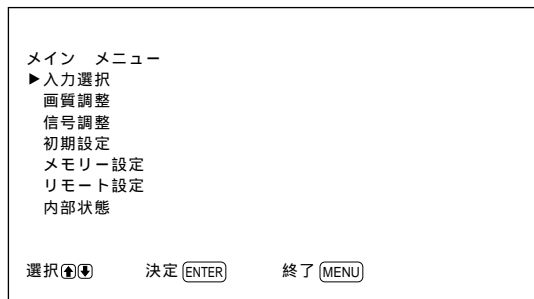 メイン　メニュー
▶入力選択
画質調整
信号調整
初期設定
メモリー設定
リモート設定
内部状態
選択⬆⬇　決定 ENTER　終了 MENU